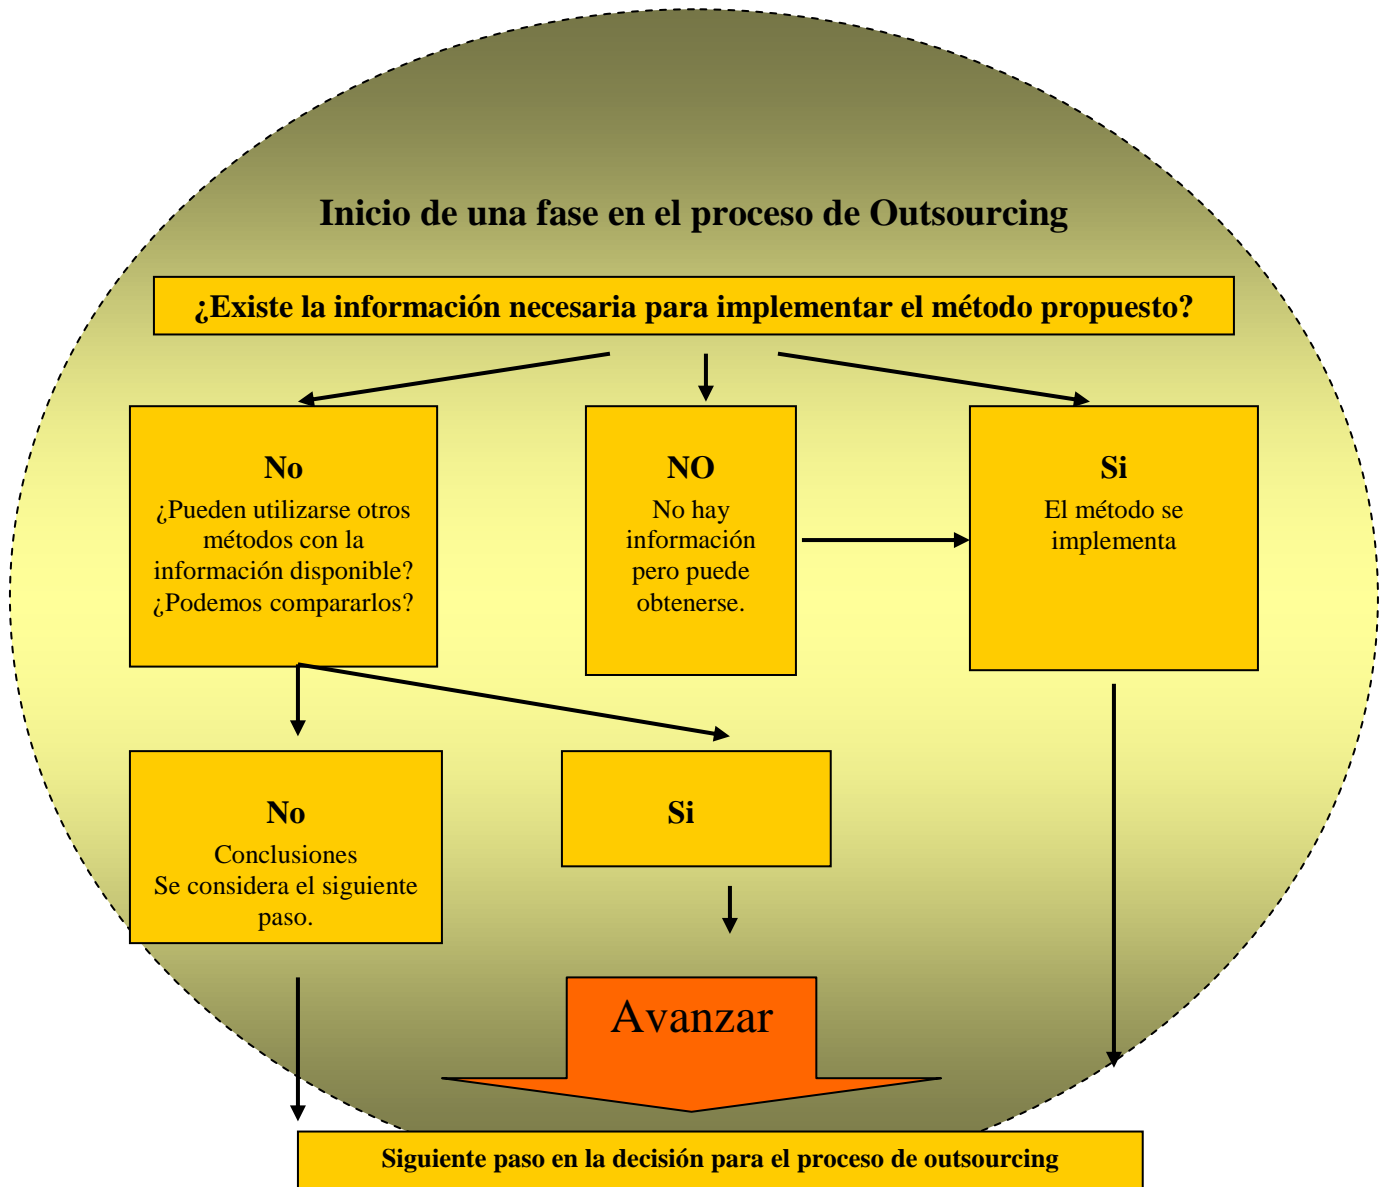 Inicio de una fase en el proceso de Outsourcing
¿Existe la información necesaria para implementar el método propuesto?
No
¿Pueden utilizarse otros
métodos con la
información disponible?
¿Podemos compararlos?
NO
No hay
información
pero puede
obtenerse.
Si
El método se
implementa
No
Conclusiones
Se considera el siguiente
paso.
Si
Avanzar
Siguiente paso en la decisión para el proceso de outsourcing